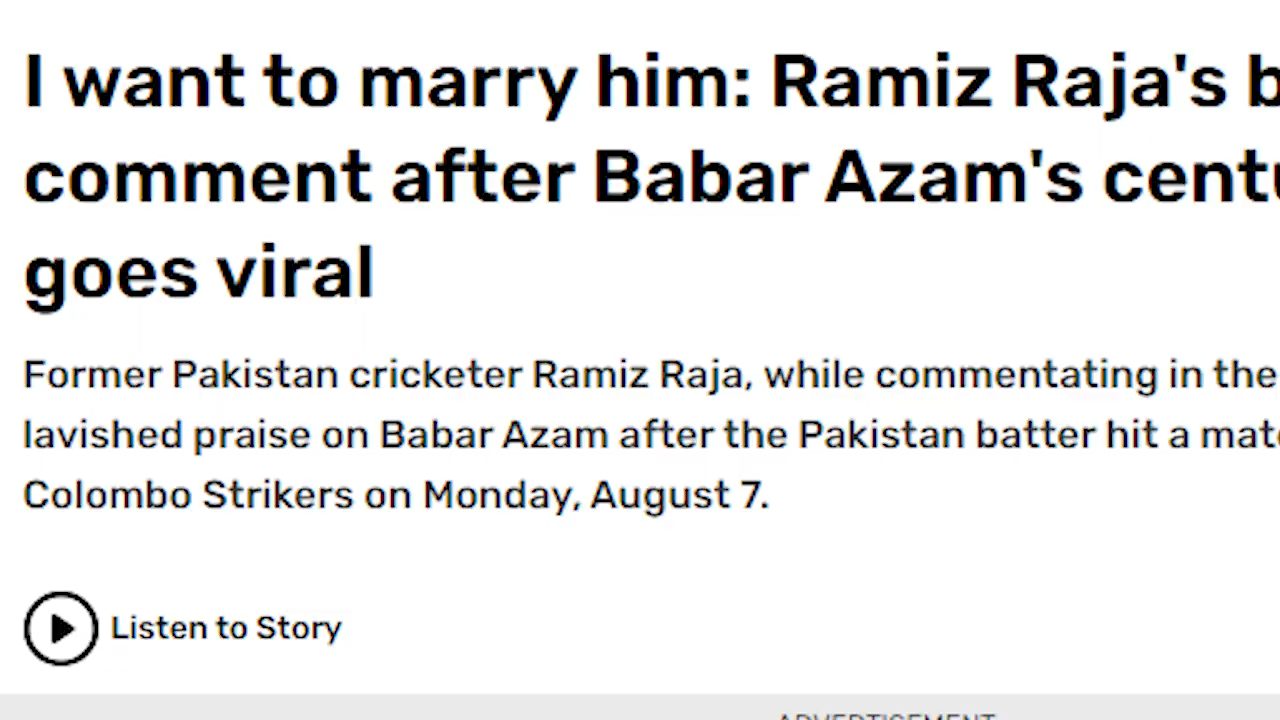 I want to marry him: Ramiz Raja's
comment after Babar Azam's
goes viral
Former Pakistan cricketer Ramiz Raja, while commentating in the
lavished praise on Babar Azam after the Pakistan batter hit a
Colombo Strikers on Monday, August 7.
Listen to Story
ADVERTISEMENT